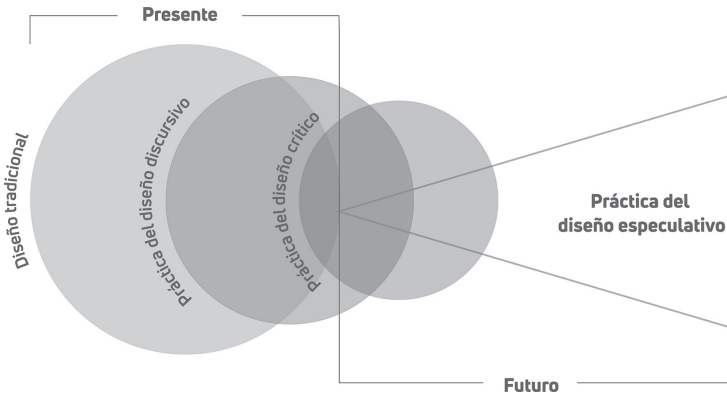 Presente
Diseño tradicional
Práctica del diseño discursivo
Práctica del diseño crítico
Práctica del
diseño especulativo
Futuro